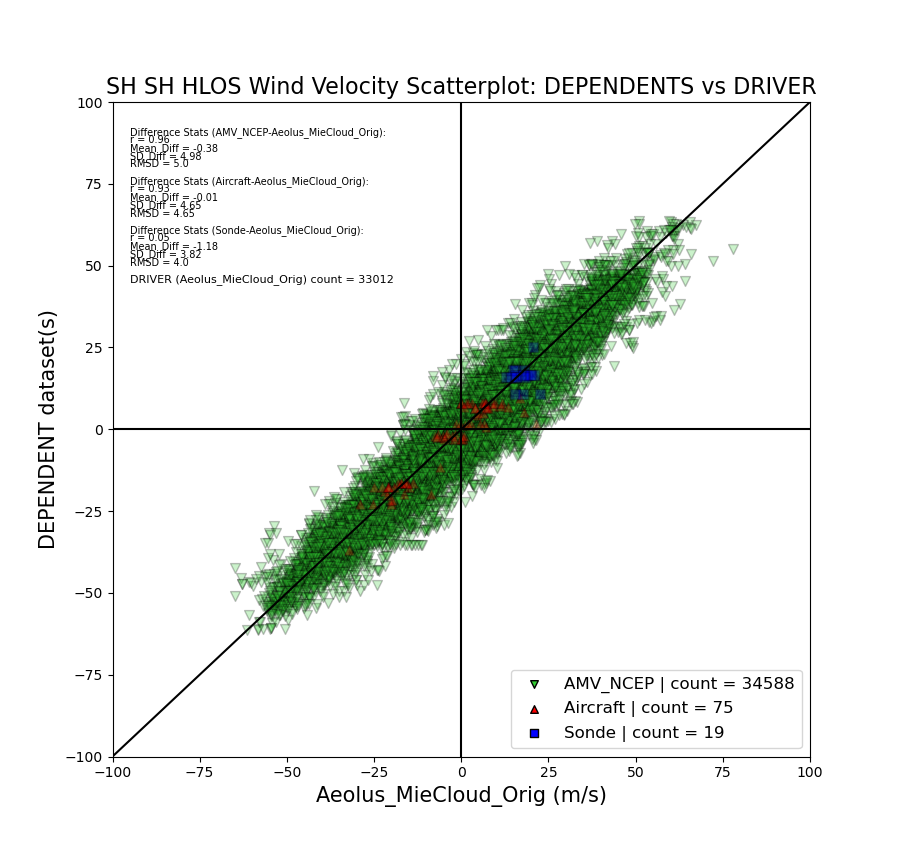 SH SH HLOS Wind Velocity Scatterplot: DEPENDENTS vs DRIVER
100
75
50
25
0
−25
−50
−75
−100
DEPENDENT dataset(s)
Difference Stats (AMV_NCEP-Aeolus_MieCloud_Orig):
r = 0.96
Mean_Diff = -0.38
SD_Diff = 4.98
RMSD = 5.0
Difference Stats (Aircraft-Aeolus_MieCloud_Orig):
r = 0.93
Mean_Diff = -0.01
SD_Diff = 4.65
RMSD = 4.65
Difference Stats (Sonde-Aeolus_MieCloud_Orig):
r = 0.05
Mean_Diff = -1.18
SD_Diff = 3.82
RMSD = 4.0
DRIVER (Aeolus_MieCloud_Orig) count = 33012
AMV_NCEP | count = 34588
Aircraft | count = 75
Sonde | count = 19
−100 −75 −50 −25 0 25 50 75 100
Aeolus_MieCloud_Orig (m/s)